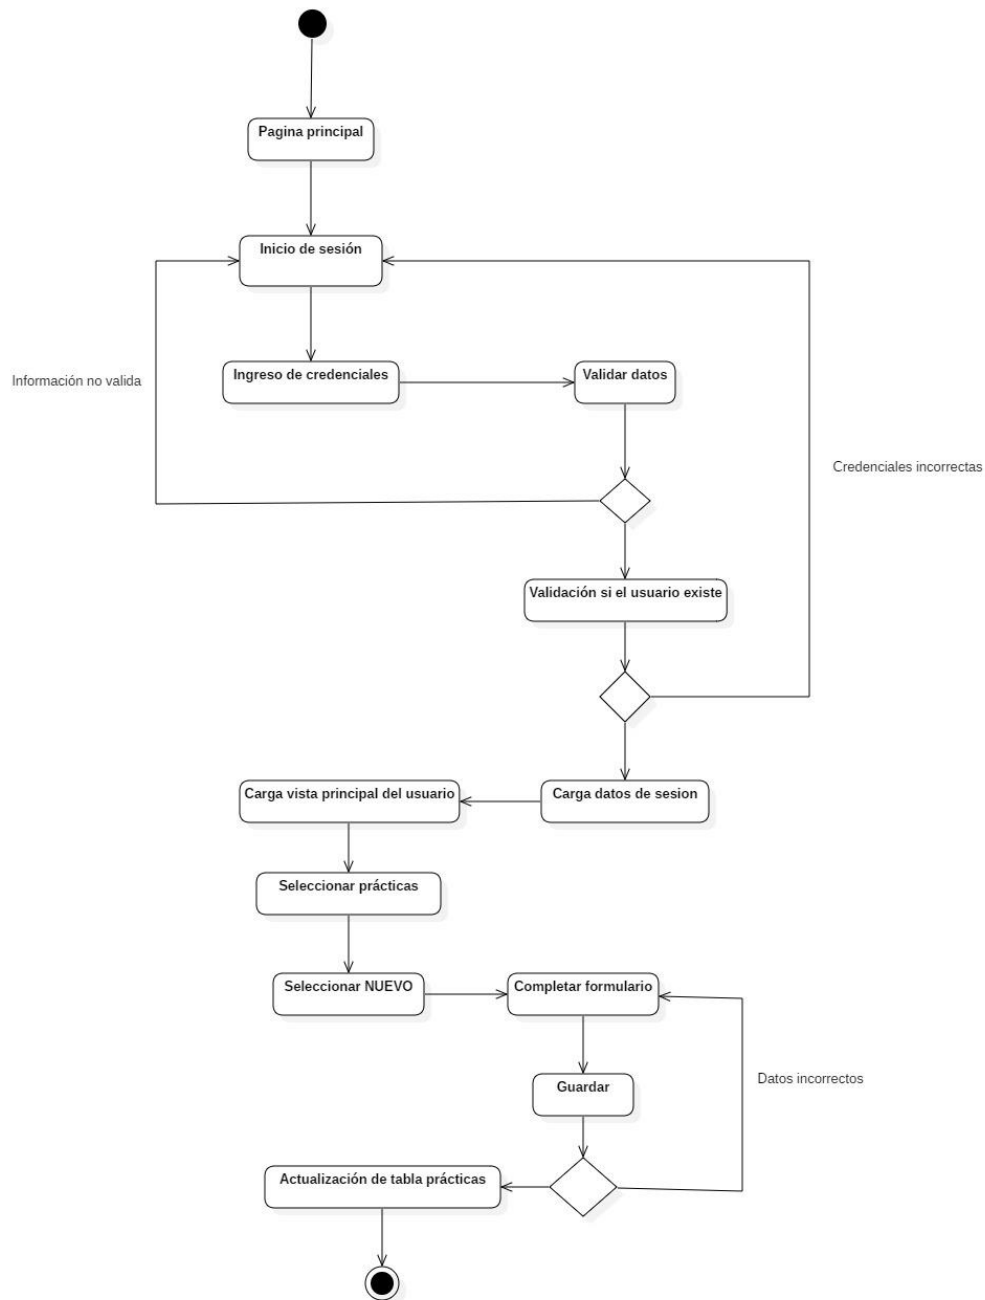 Pagina principal
Inicio de sesión
Información no valida
Ingreso de credenciales
Validar datos
Credenciales incorrectas
Validación si el usuario existe
Carga vista principal del usuario
Carga datos de sesion
Seleccionar prácticas
Seleccionar NUEVO
Completar formulario
Datos incorrectos
Guardar
Actualización de tabla prácticas